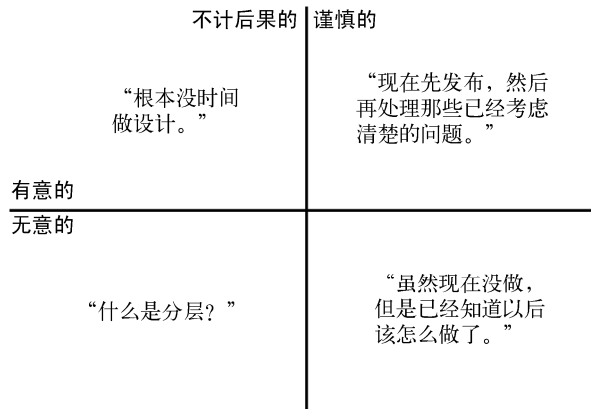 不计后果的
谨慎的
“根本没时间
做设计。”
“现在先发布，然后
再处理那些已经考虑
清楚的问题。”
有意的
无意的
“什么是分层？”
“虽然现在没做，
但是已经知道以后
该怎么做了。”